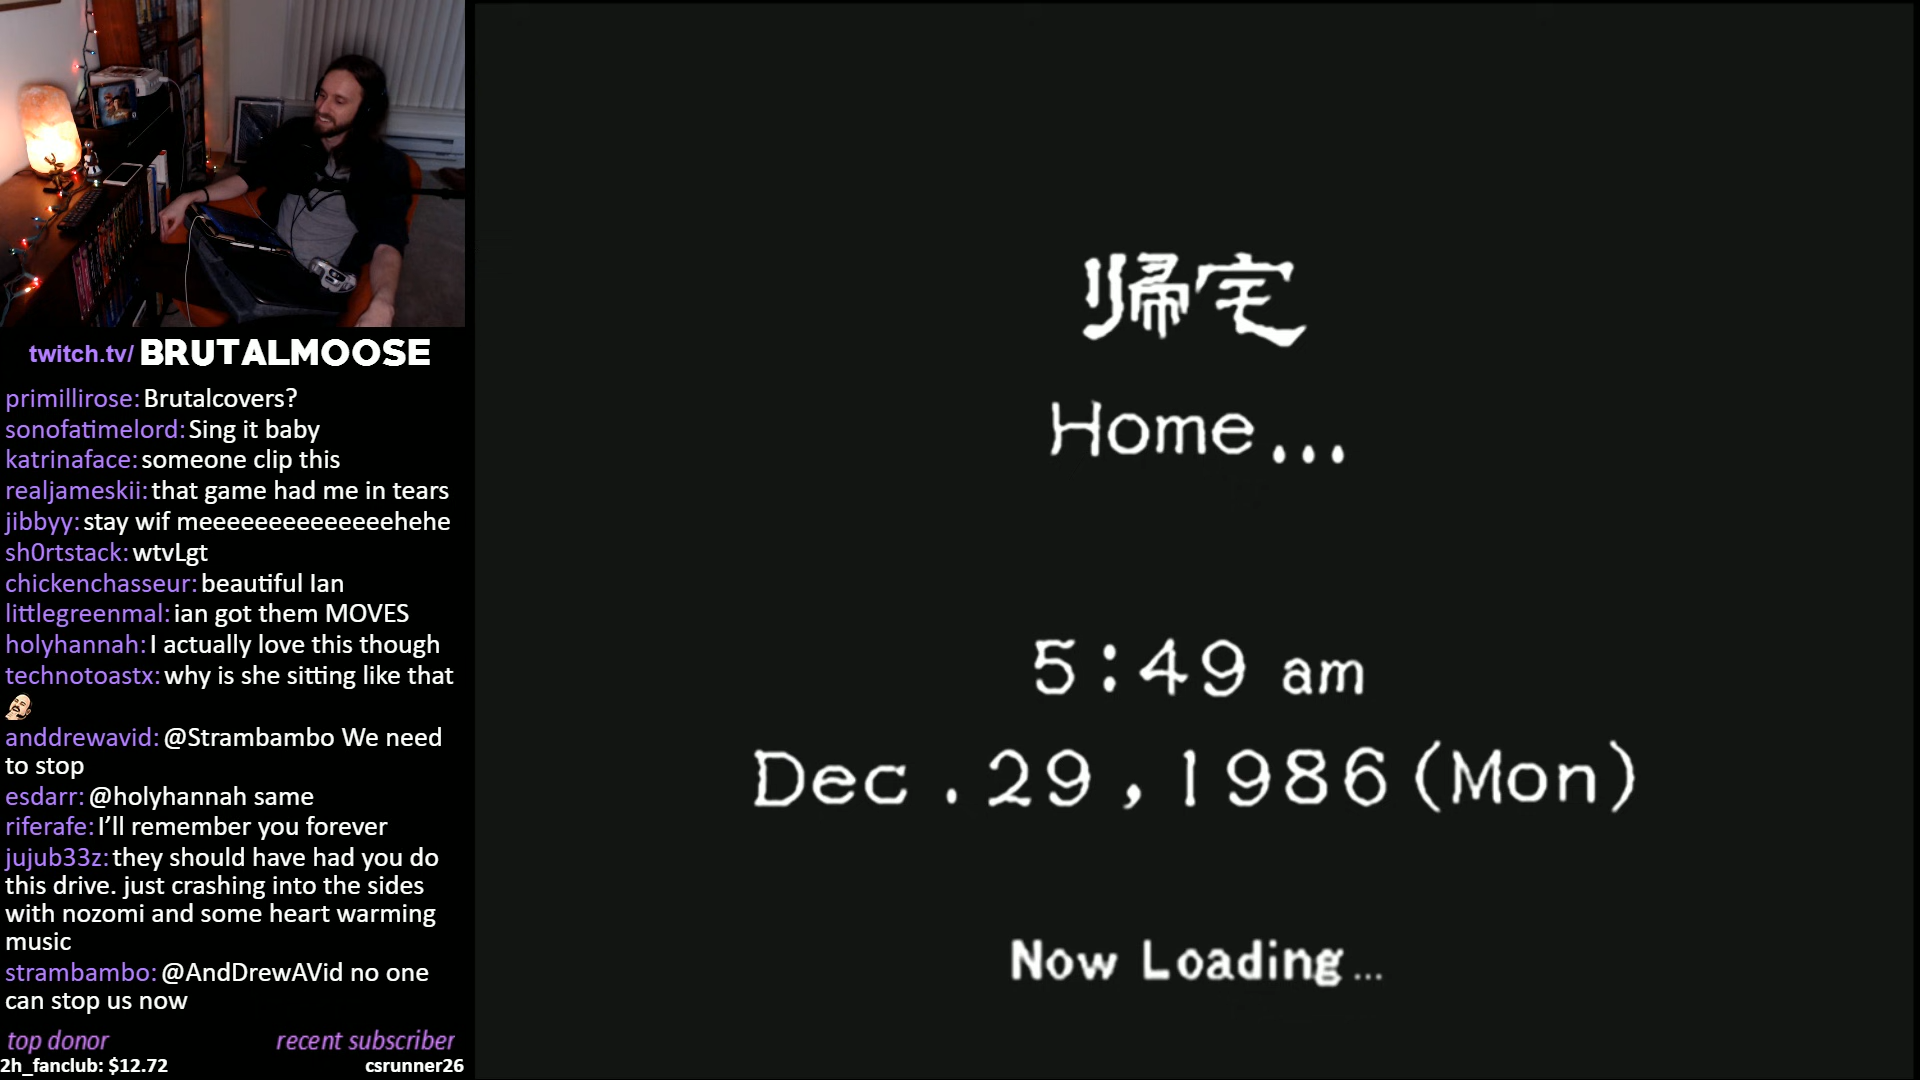 twitch.tv/ BRUTALMOOSE
primillirose: Brutalcovers?
sonofatimelord: Sing it baby
katrinaface: someone clip this
realjameskii: that game had me in tears
jibbyy: stay wif meeeeeeeeeeeeeehehe
sh0rtstack: wtvLgt
chickenchasseur: beautiful Ian
littlegreenmal: ian got them MOVES
holyhannah: I actually love this though
technotoastx: why is she sitting like that
anddrewavid: @Strambambo We need
to stop
esdarr: @holyhannah same
riferafe: I’ll remember you forever
jujub33z: they should have had you do
this drive. just crashing into the sides
with nozomi and some heart warming
music
strambambo: @AndDrewAVid no one
can stop us now
top donor
recent subscriber
2h_fanclub: $12.72
csrunner26
帰宅
Home...
5:49 am
Dec.29,1986(Mon)
Now Loading...